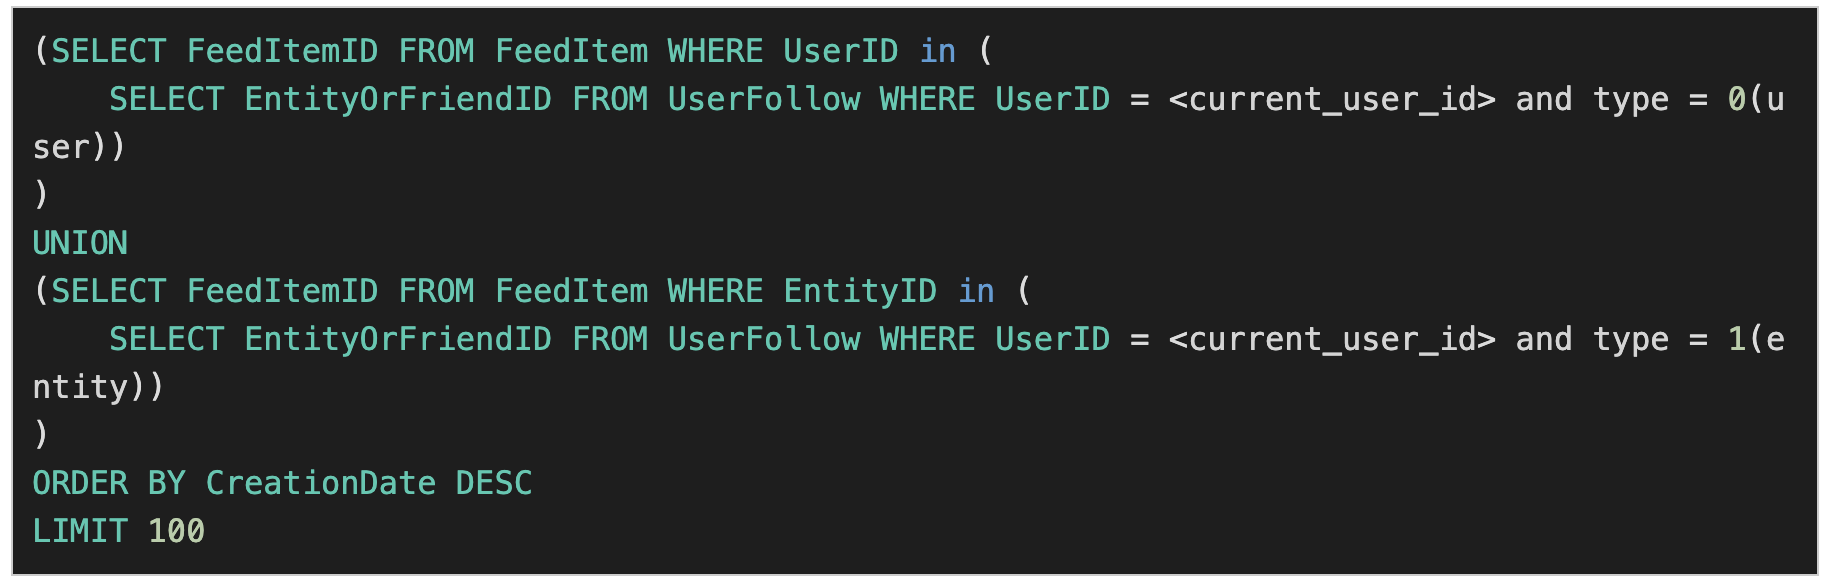 (SELECT FeedItemID FROM FeedItem WHERE UserID in (
    SELECT EntityOrFriendID FROM UserFollow WHERE UserID = <current_user_id> and type = 0(u
ser))
)
UNION
(SELECT FeedItemID FROM FeedItem WHERE EntityID in (
    SELECT EntityOrFriendID FROM UserFollow WHERE UserID = <current_user_id> and type = 1(e
ntity))
)
ORDER BY CreationDate DESC
LIMIT 100